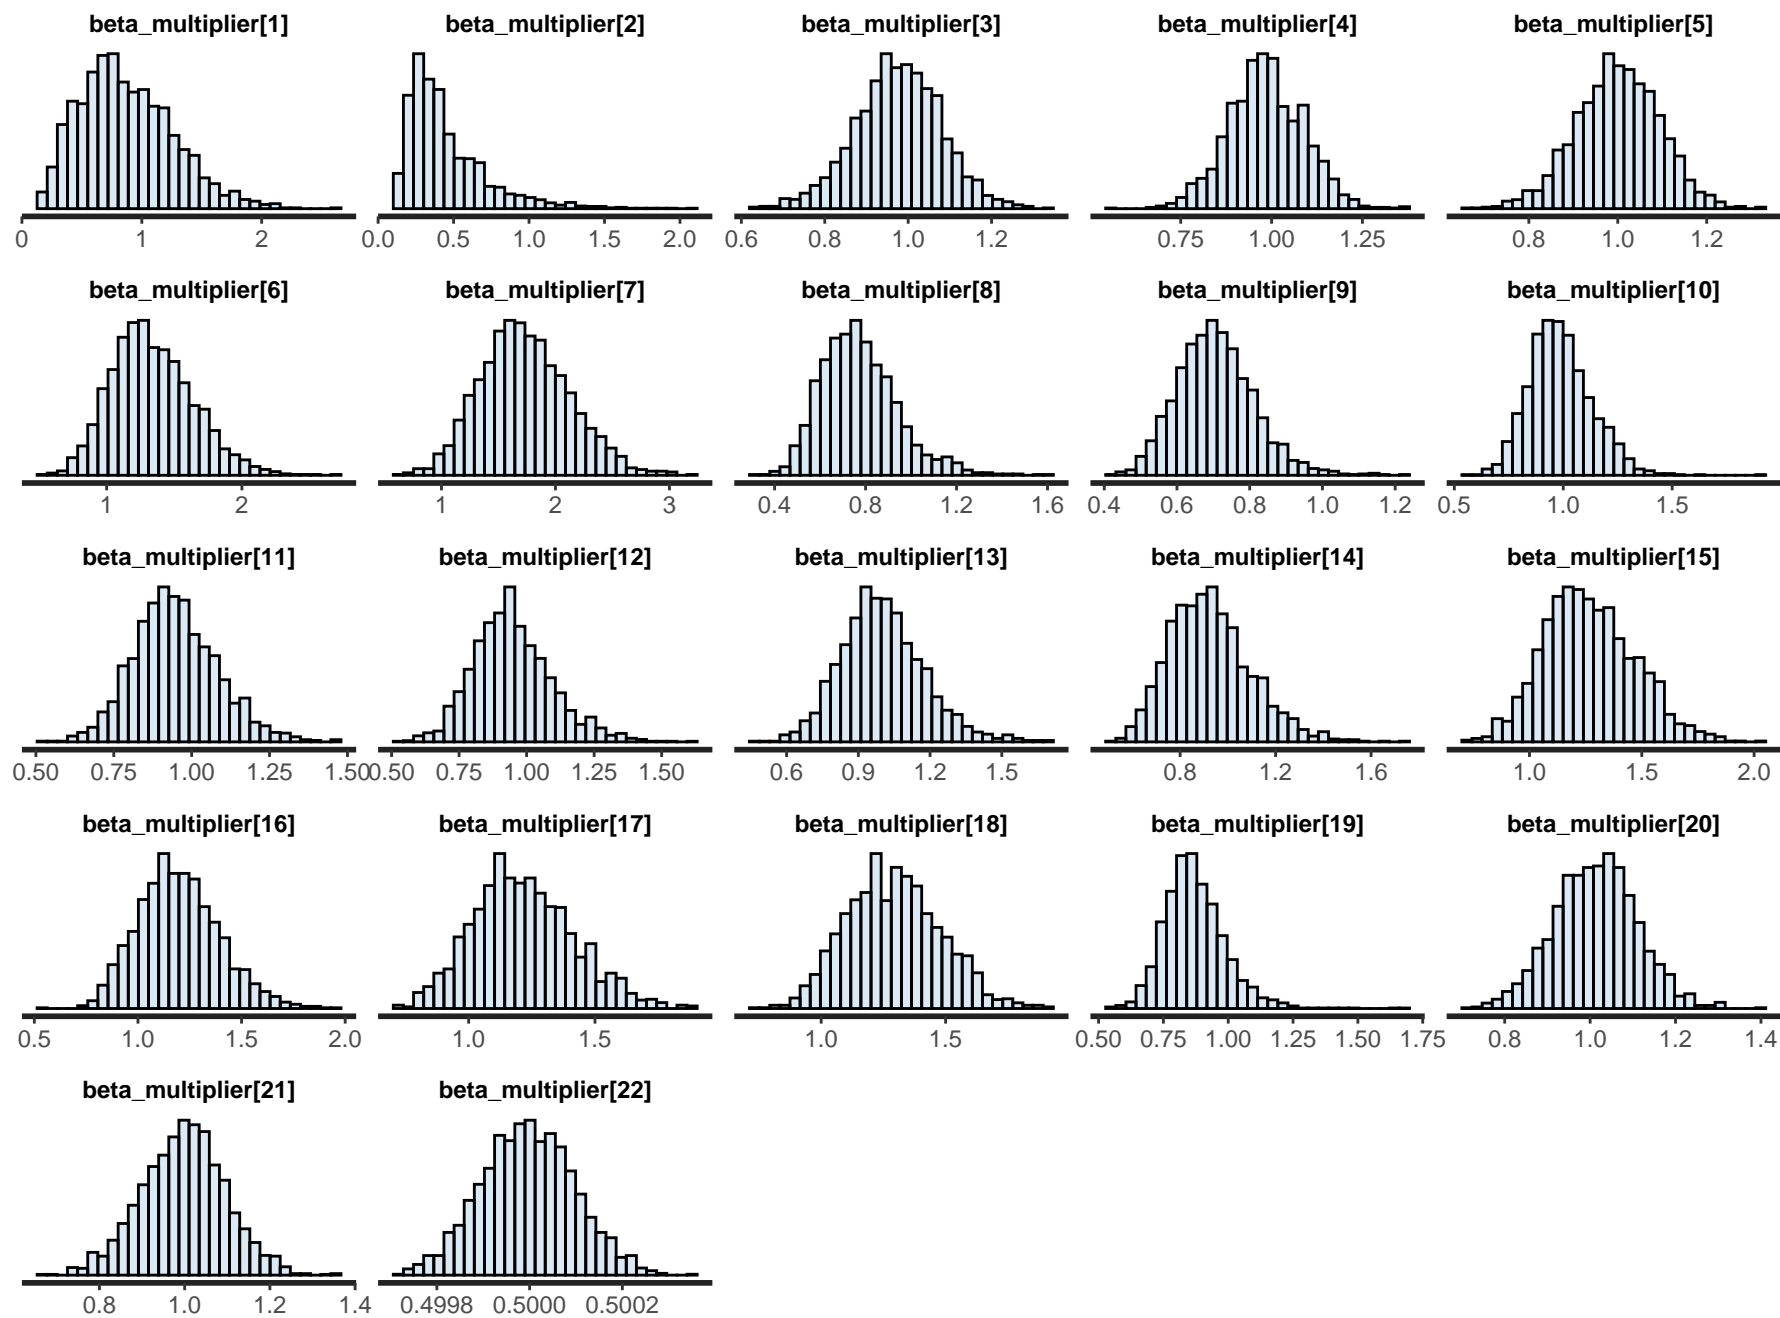 beta_multiplier[1] beta_multiplier[2] beta_multiplier[3] beta_multiplier[4] beta_multiplier[5]
0 1 2 0.0 0.5 1.0 1.5 2.0 0.6 0.8 1.0 1.2 0.75 1.00 1.25 0.8 1.0 1.2
beta_multiplier[6] beta_multiplier[7] beta_multiplier[8] beta_multiplier[9] beta_multiplier[10]
1 2 1 2 3 0.4 0.8 1.2 1.6 0.4 0.6 0.8 1.0 1.2 0.5 1.0 1.5
beta_multiplier[11] beta_multiplier[12] beta_multiplier[13] beta_multiplier[14] beta_multiplier[15]
0.50 0.75 1.00 1.25 1.50 0.50 0.75 1.00 1.25 1.50 0.6 0.9 1.2 1.5 0.8 1.2 1.6 1.0 1.5 2.0
beta_multiplier[16] beta_multiplier[17] beta_multiplier[18] beta_multiplier[19] beta_multiplier[20]
0.5 1.0 1.5 2.0 1.0 1.5 1.0 1.5 0.50 0.75 1.00 1.25 1.50 1.75 0.8 1.0 1.2 1.4
beta_multiplier[21] beta_multiplier[22]
0.8 1.0 1.2 1.4 0.4998 0.5000 0.5002